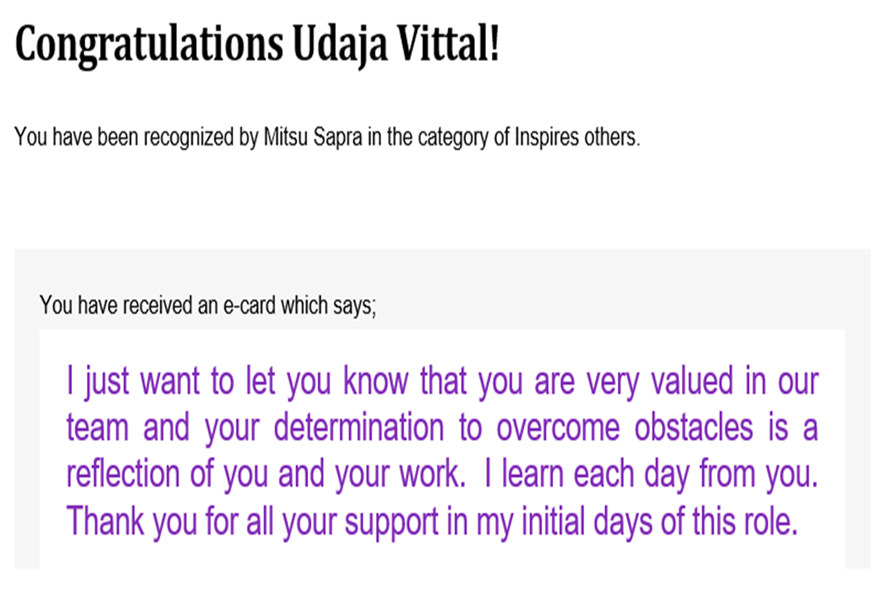 Congratulations Udaja Vittal!
You have been recognized by Mitsu Sapra in the category of Inspires others.
You have received an e-card which says;
I just want to let you know that you are very valued in our
team and your determination to overcome obstacles is a
reflection of you and your work. I learn each day from you.
Thank you for all your support in my initial days of this role.